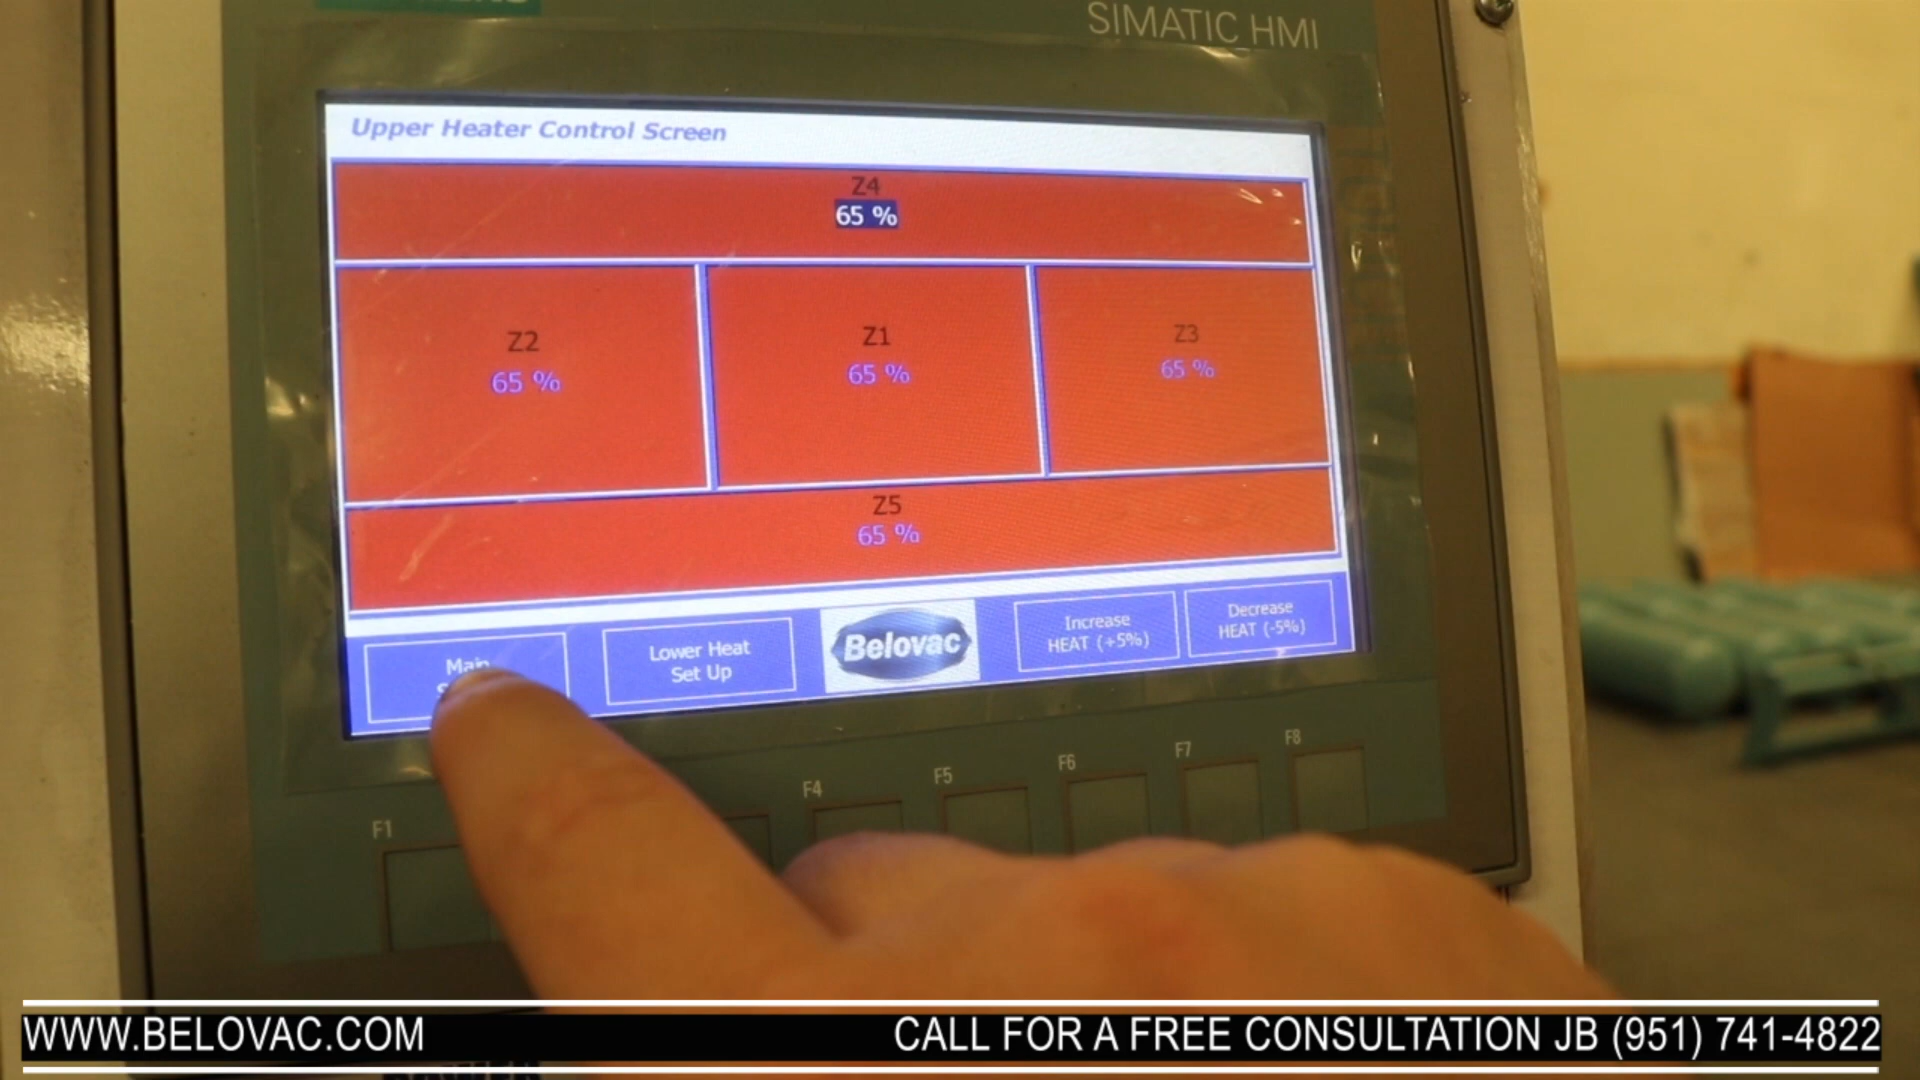 SIMATIC HMI
Upper Heater Control Screen
Z4
65 %
Z2
65 %
Z1
65 %
Z3
65 %
Z5
65 %
Main
Lower Heat
Set Up
Belovac
Increase
HEAT (+5%)
Decrease
HEAT (-5%)
F1
F4
F5
F6
F7
F8
WWW.BELOVAC.COM
CALL FOR A FREE CONSULTATION JB (951) 741-4822